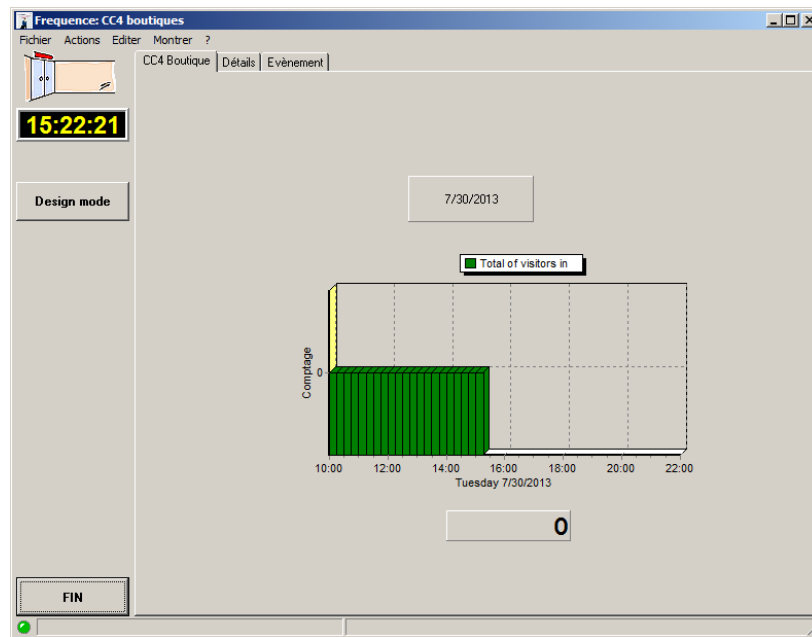 Frequence: CC4 boutiques
Fichier Actions Editer Montrer ?
CC4 Boutique Détails Evènement
15:22:21
Design mode
7/30/2013
Total of visitors in
Comptage
0
10:00 12:00 14:00 16:00 18:00 20:00 22:00
Tuesday 7/30/2013
0
FIN